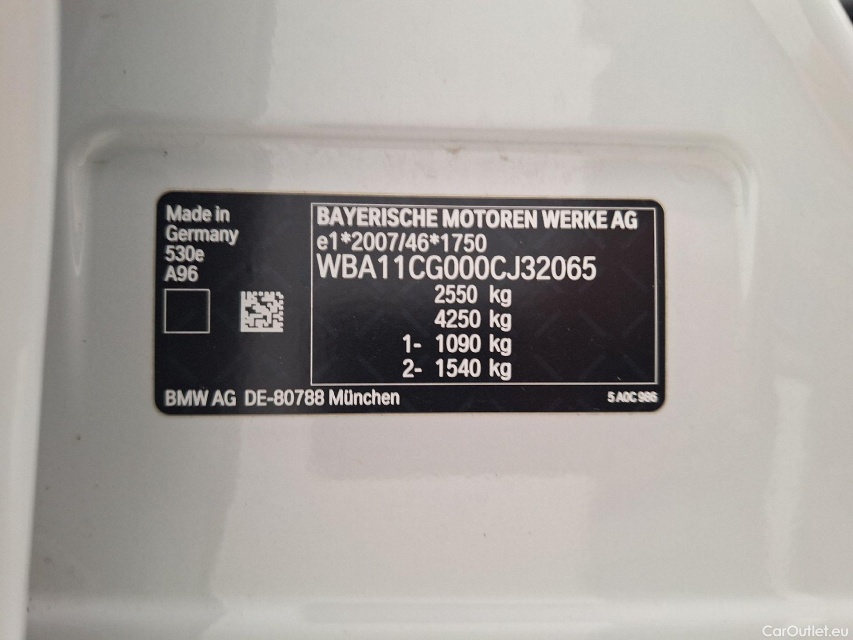 Made in
Germany
530e
A96
BAYERISCHE MOTOREN WERKE AG
e1*2007/46*1750
WBA11CG000CJ32065
2550 kg
4250 kg
1- 1090 kg
2- 1540 kg
BMW AG DE-80788 München
5 A0C 986
CarOutlet.eu